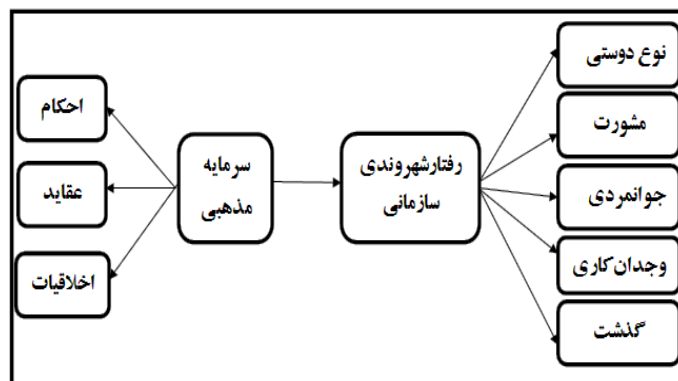 نوع دوستی
مشورت
جوانمردی
وجدان کاری
گذشت
رفتارشهروندی
سازمانی
سرمایه
مذهبی
احکام
عقاید
اخلاقیات